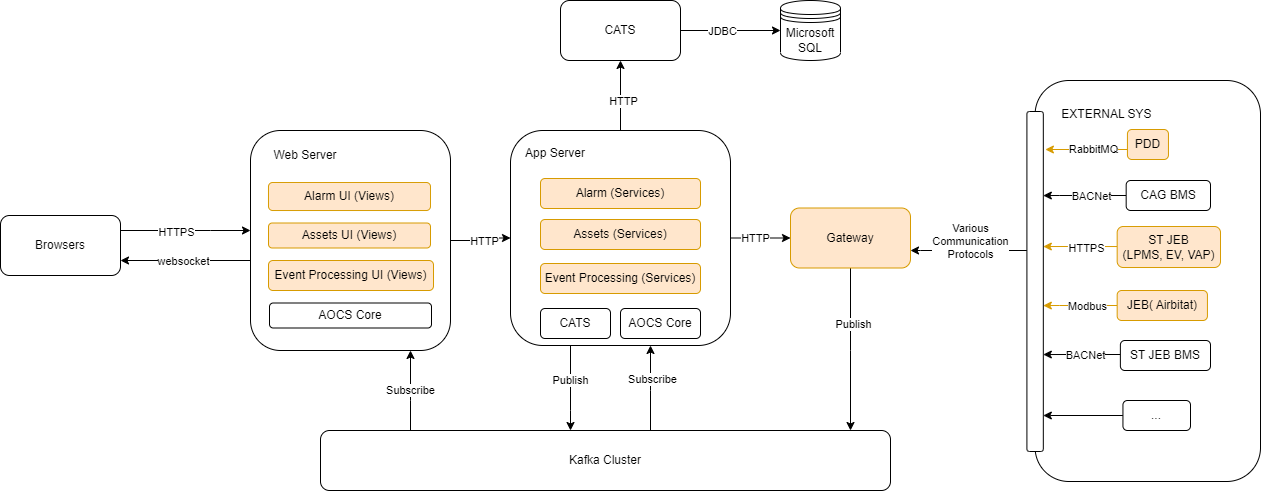 CATS
JDBC
Microsoft
SQL
HTTP
Web Server
Alarm UI (Views)
Assets UI (Views)
Event Processing UI (Views)
AOCS Core
App Server
Alarm (Services)
Assets (Services)
Event Processing (Services)
CATS
AOCS Core
Browsers
HTTPS
websocket
HTTP
HTTP
Gateway
Various
Communication
Protocols
EXTERNAL SYS
RabbitMQ
PDD
BACNet
CAG BMS
HTTPS
ST JEB
(LPMS, EV, VAP)
Modbus
JEB( Airbitat)
BACNet
ST JEB BMS
...
Subscribe
Publish
Subscribe
Publish
Kafka Cluster